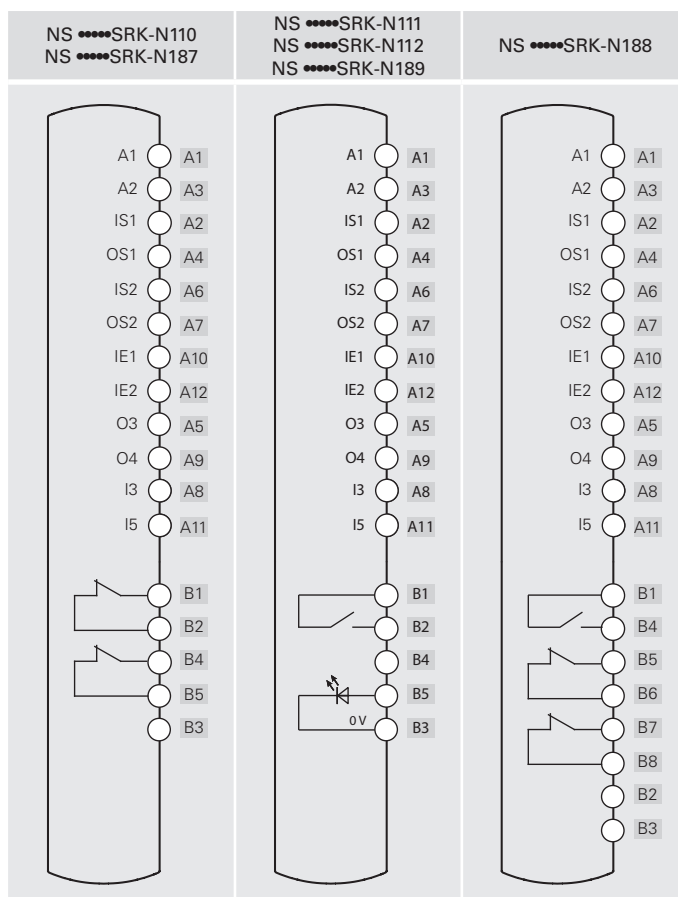 NS •••••SRK-N110
NS •••••SRK-N187
NS •••••SRK-N111
NS •••••SRK-N112
NS •••••SRK-N189
NS •••••SRK-N188
A1 A1
A2 A3
IS1 A2
OS1 A4
IS2 A6
OS2 A7
IE1 A10
IE2 A12
O3 A5
O4 A9
I3 A8
I5 A11
B1
B2
B4
B5
B3
A1 A1
A2 A3
IS1 A2
OS1 A4
IS2 A6
OS2 A7
IE1 A10
IE2 A12
O3 A5
O4 A9
I3 A8
I5 A11
B1
B2
B4
B5
0 V B3
A1 A1
A2 A3
IS1 A2
OS1 A4
IS2 A6
OS2 A7
IE1 A10
IE2 A12
O3 A5
O4 A9
I3 A8
I5 A11
B1
B4
B5
B6
B7
B8
B2
B3